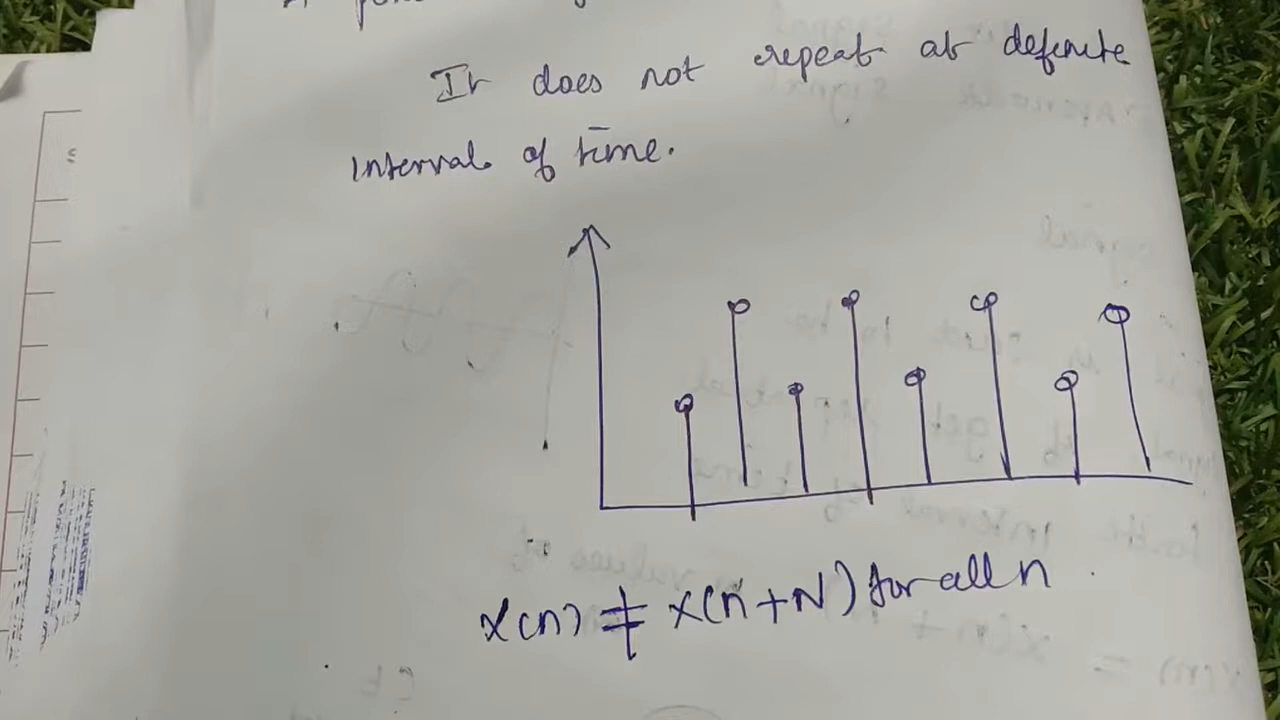 It does not repeat at definite
interval of time.
x(n) ≠ x(n+N) for all n